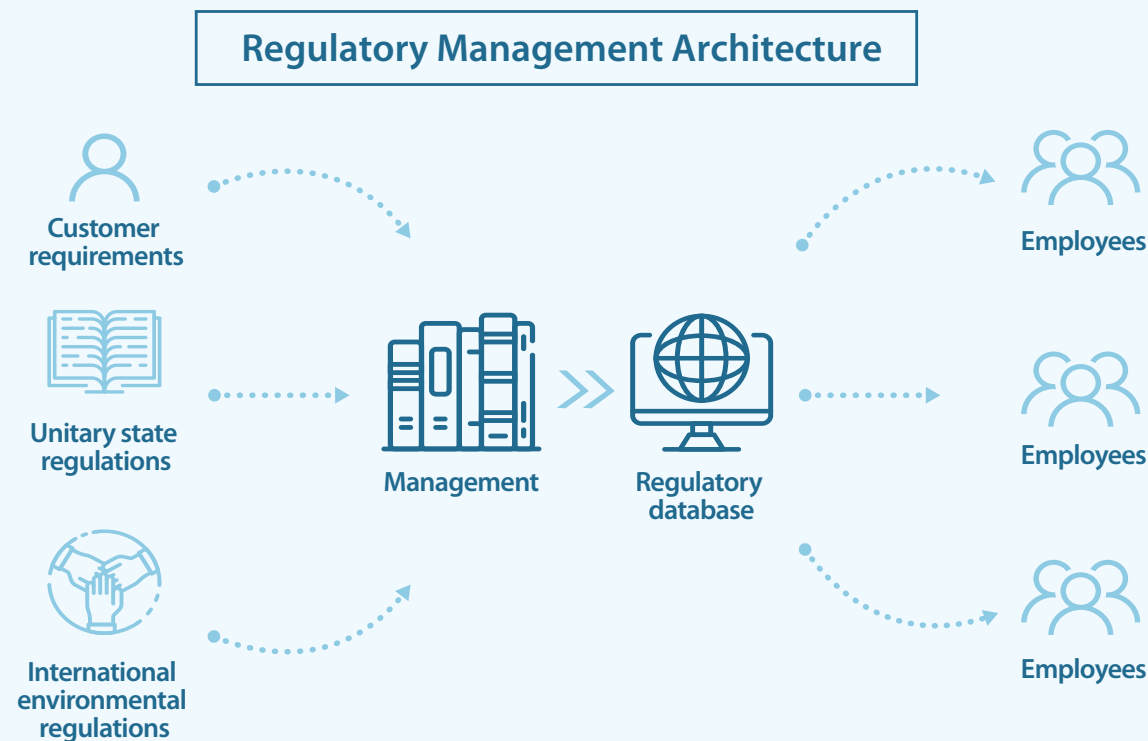 Regulatory Management Architecture
Customer
requirements
Unitary state
regulations
International
environmental
regulations
Management
Regulatory
database
Employees
Employees
Employees